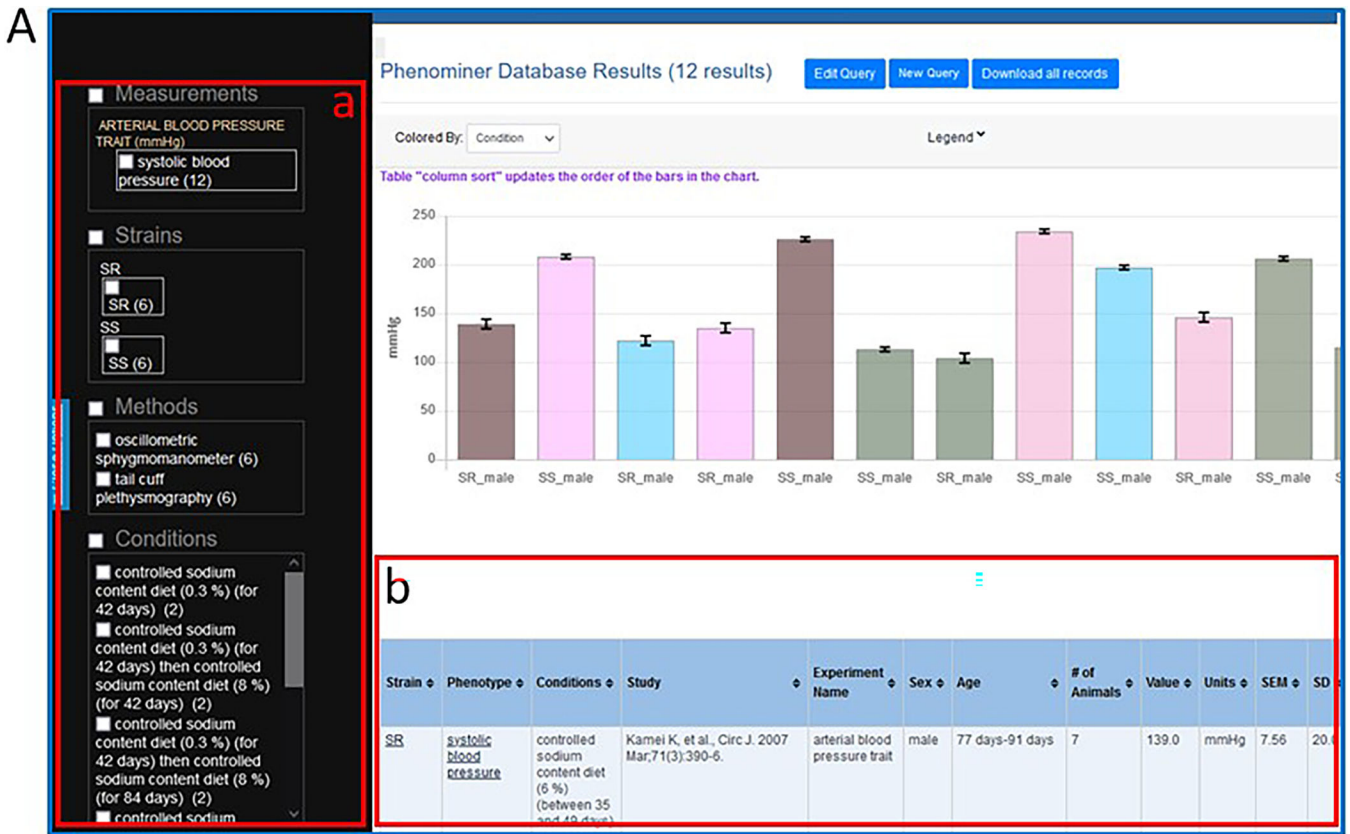 A
a
Measurements
ARTERIAL BLOOD PRESSURE
TRAIT (mmHg)
systolic blood
pressure (12)
Strains
SR
SR (6)
SS
SS (6)
Methods
oscillometric
sphygmomanometer (6)
tail cuff
plethysmography (6)
Conditions
controlled sodium
content diet (0.3 %) (for
42 days) (2)
controlled sodium
content diet (0.3 %) (for
42 days) then controlled
sodium content diet (8 %)
(for 42 days) (2)
controlled sodium
content diet (0.3 %) (for
42 days) then controlled
sodium content diet (8 %)
(for 84 days) (2)
controlled sodium
Phenominer Database Results (12 results)
Edit Query
New Query
Download all records
Colored By:
Condition
Legend
Table "column sort" updates the order of the bars in the chart.
mmHg
250
200
150
100
50
0
SR_male SS_male SR_male SR_male SS_male SS_male SR_male SS_male SS_male SR_male SS_male S
b
Strain Phenotype Conditions Study Experiment Name Sex Age # of Animals Value Units SEM SD
SR
systolic
blood
pressure
controlled
sodium
content diet
(6 %)
(between 35
and 49 days)
Kamei K, et al., Circ J. 2007
Mar;71(3):390-6.
arterial blood
pressure trait
male
77 days-91 days
7
139.0
mmHg
7.56
20.